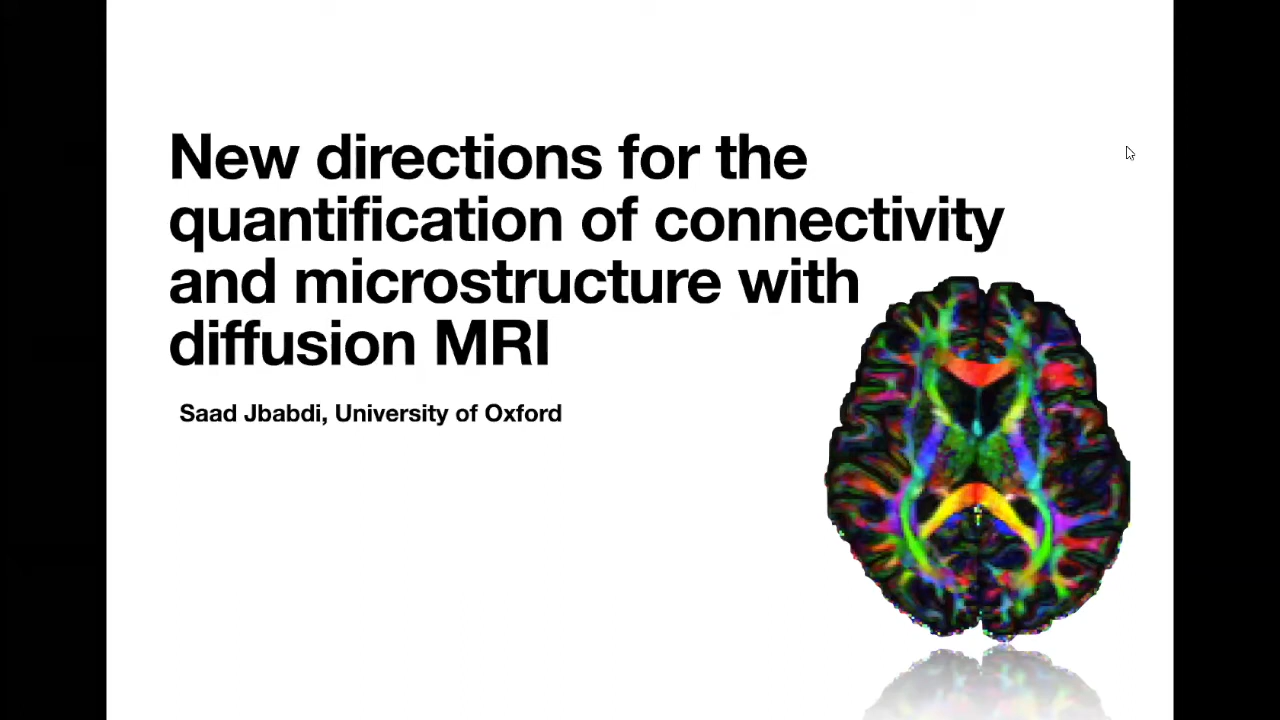 New directions for the
quantification of connectivity
and microstructure with
diffusion MRI
Saad Jbabdi, University of Oxford